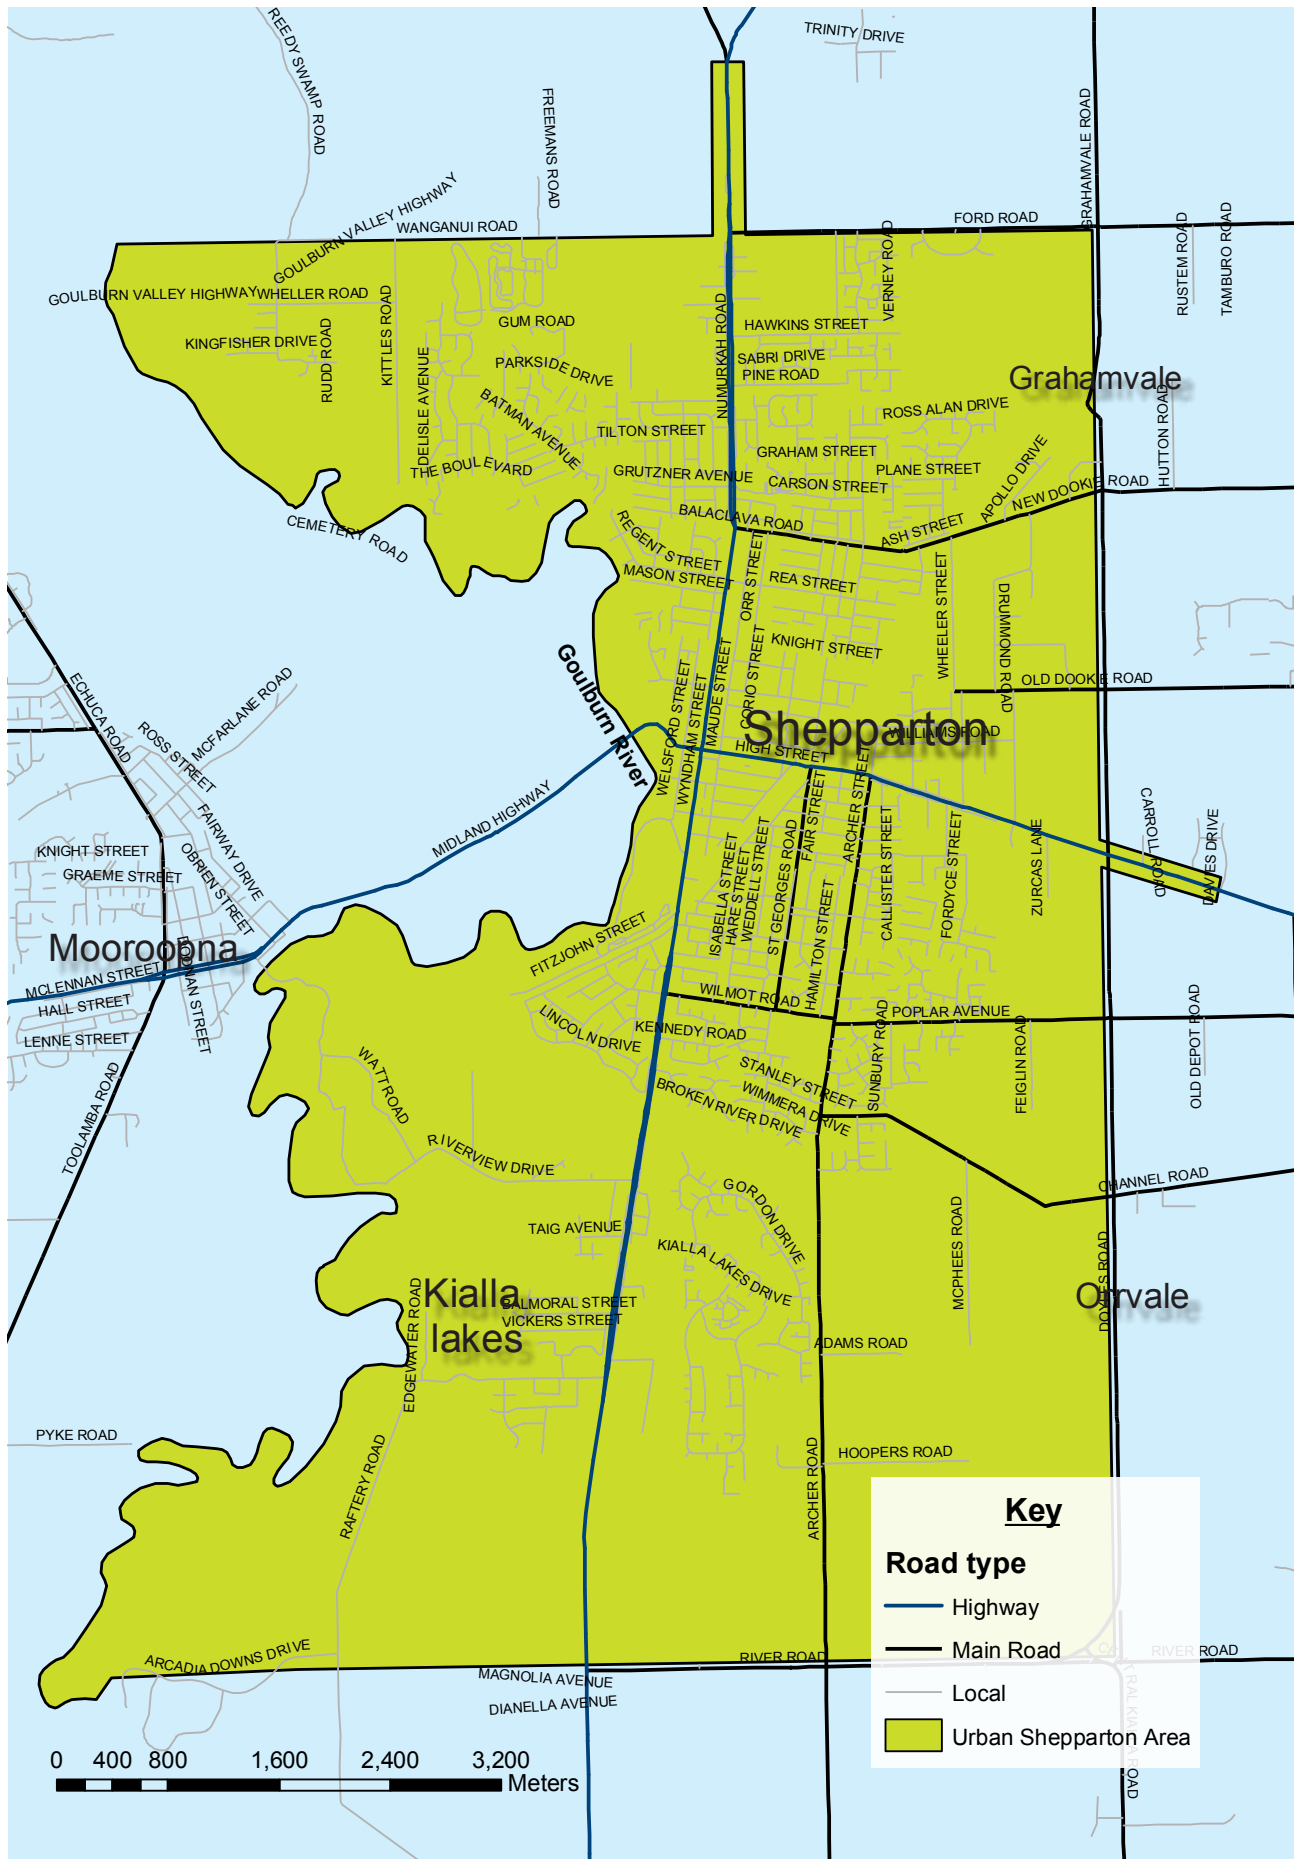 REEDY SWAMP ROAD
TRINITY DRIVE
FREEMANS ROAD
GRAHAMVALE ROAD
GOULBURN VALLEY HIGHWAY
WANGANUI ROAD
FORD ROAD
VERNEY ROAD
RUSTEM ROAD
TAMBURO ROAD
GOULBURN VALLEY HIGHWAY
WHELLER ROAD
KITTLES ROAD
GUM ROAD
NUMURKAH ROAD
HAWKINS STREET
KINGFISHER DRIVE
RUDD ROAD
SABRI DRIVE
PINE ROAD
PARKSIDE DRIVE
Grahamvale
DELISLE AVENUE
BATMAN AVENUE
TILTON STREET
ROSS ALAN DRIVE
HUTTON ROAD
GRAHAM STREET
THE BOULEVARD
GRUTZNER AVENUE
CARSON STREET
PLANE STREET
APOLLO DRIVE
NEW DOOKIE ROAD
BALACLAVA ROAD
ASH STREET
CEMETERY ROAD
REGENT STREET
MASON STREET
ORR STREET
REA STREET
WHEELER STREET
DRUMMOND ROAD
KNIGHT STREET
Goulburn River
WELSFORD STREET
WYNDHAM STREET
MAUDE STREET
CORIO STREET
OLD DOOKIE ROAD
ECHUCA ROAD
MCFARLANE ROAD
ROSS STREET
Shepparton
WILLIAMS ROAD
HIGH STREET
MIDLAND HIGHWAY
FAIRWAY DRIVE
OBRIEN STREET
KNIGHT STREET
GRAEME STREET
FAIR STREET
ARCHER STREET
CALLISTER STREET
FORDYCE STREET
ZURCAS LANE
CARROLL ROAD
DAVIES DRIVE
ISABELLA STREET
HARE STREET
WEDDELL STREET
ST GEORGES ROAD
HAMILTON STREET
Mooroopna
DOONAN STREET
MCLENNAN STREET
HALL STREET
LENNE STREET
FITZJOHN STREET
LINCOLN DRIVE
WILMOT ROAD
KENNEDY ROAD
POPLAR AVENUE
SUNBURY ROAD
FEIGLIN ROAD
OLD DEPOT ROAD
TOOLAMBA ROAD
WATT ROAD
STANLEY STREET
WIMMERA DRIVE
BROKEN RIVER DRIVE
RIVERVIEW DRIVE
CHANNEL ROAD
GORDON DRIVE
MCPHEES ROAD
TAIG AVENUE
KIALLA LAKES DRIVE
DOYLES ROAD
Orrvale
Kialla
lakes
BALMORAL STREET
VICKERS STREET
EDGEWATER ROAD
ADAMS ROAD
PYKE ROAD
RAFTERY ROAD
ARCHER ROAD
HOOPERS ROAD
ARCADIA DOWNS DRIVE
MAGNOLIA AVENUE
DIANELLA AVENUE
RIVER ROAD
RIVER ROAD
CENTRAL KIALLA ROAD
Key
Road type
Highway
Main Road
Local
Urban Shepparton Area
0 400 800 1,600 2,400 3,200
Meters